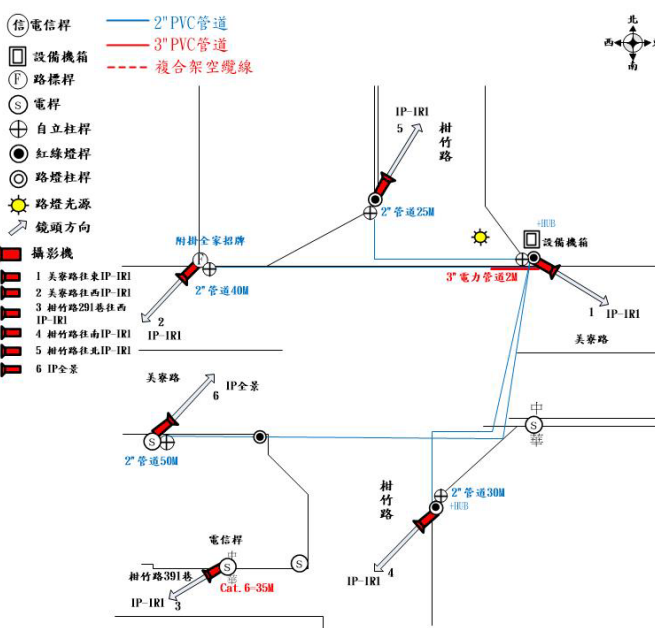 信 電信桿
2"PVC管道
3"PVC管道
複合架空纜線
設備機箱
F 路標桿
S 電桿
自立柱桿
紅綠燈桿
路燈柱桿
路燈光源
鏡頭方向
攝影機
1 美寮路往東IP-IR1
2 美寮路往西IP-IR1
3 柑竹路291巷往西
IP-IR1
4 柑竹路往南IP-IR1
5 柑竹路往北IP-IR1
6 IP全景
北
西
南
IP-IR1
5
柑竹路
2"管道25M
+HUB
設備機箱
附掛全家招牌
F
2"管道40M
3"電力管道2M
1
IP-IR1
2
IP-IR1
美寮路
美寮路
6
IP全景
S
2"管道50M
中
S
華
柑竹路
2"管道30M
+HUB
4
IP-IR1
電信桿
中
S
S
華
柑竹路391巷
Cat.6-35M
IP-IR1
3